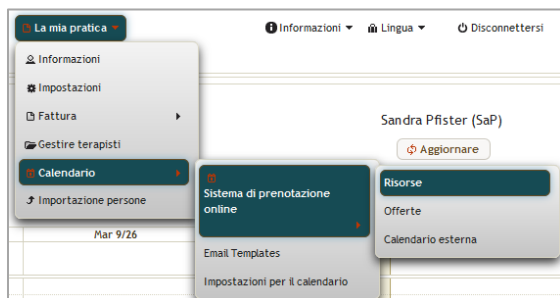 La mia pratica
Informazioni
Lingua
Disconnettersi
Informazioni
Impostazioni
Fattura
Gestire terapisti
Calendario
Importazione persone
Sandra Pfister (SaP)
Aggiornare
Sistema di prenotazione
online
Email Templates
Impostazioni per il calendario
Risorse
Offerte
Calendario esterna
Mar 9/26